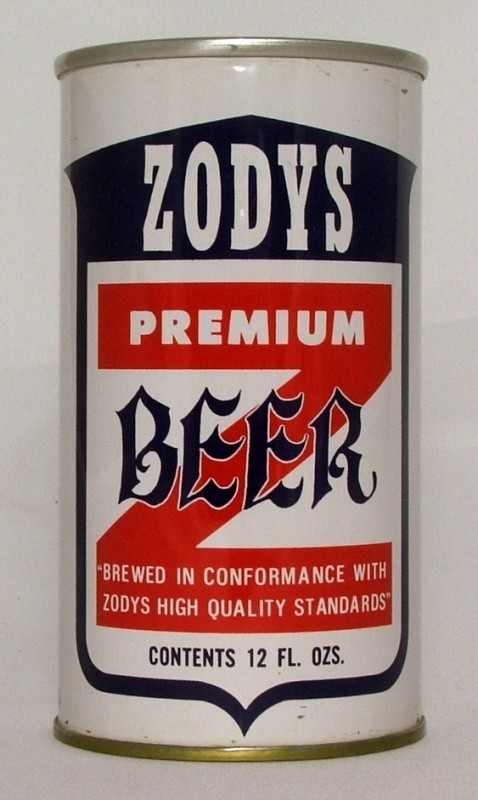 ZODYS
PREMIUM
BEER
"BREWED IN CONFORMANCE WITH
ZODYS HIGH QUALITY STANDARDS"
CONTENTS 12 FL. OZS.